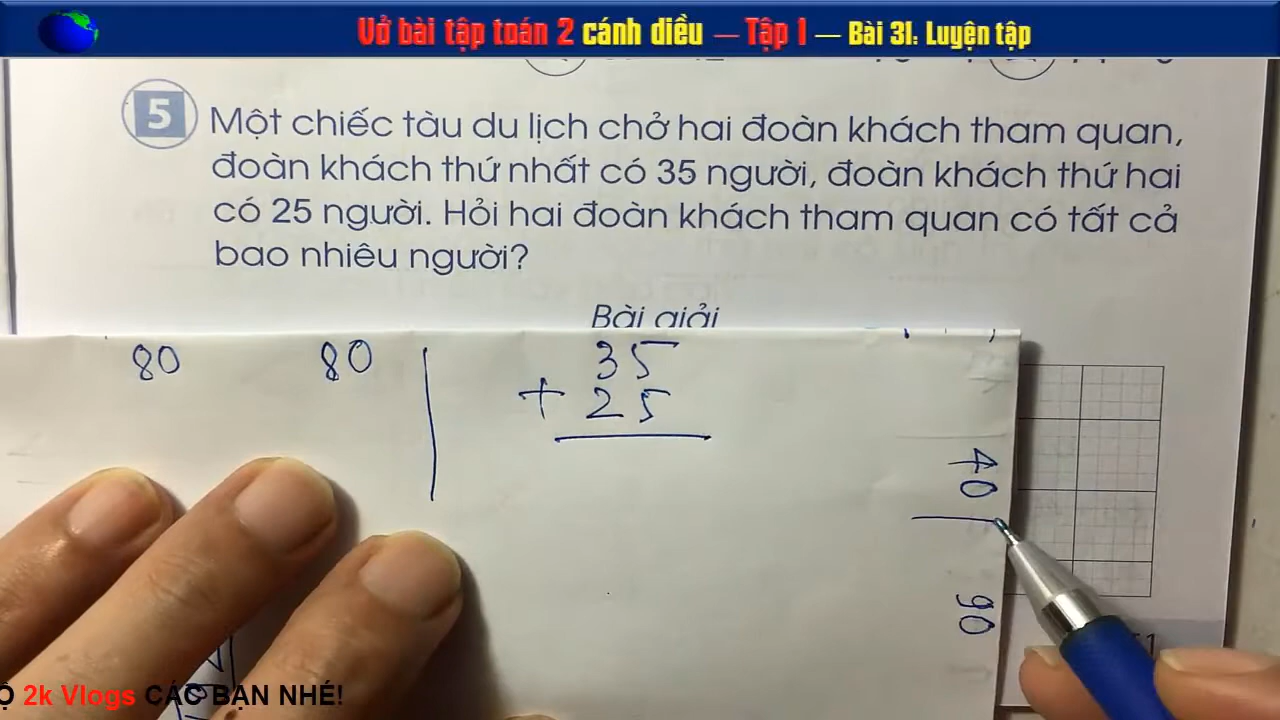 Vở bài tập toán 2 cánh diều – Tập 1 – Bài 31: Luyện tập
5 Một chiếc tàu du lịch chở hai đoàn khách tham quan,
đoàn khách thứ nhất có 35 người, đoàn khách thứ hai
có 25 người. Hỏi hai đoàn khách tham quan có tất cả
bao nhiêu người?
Bài giải
80 80
35
+ 25
40
90
2k Vlogs CÁC BẠN NHÉ!